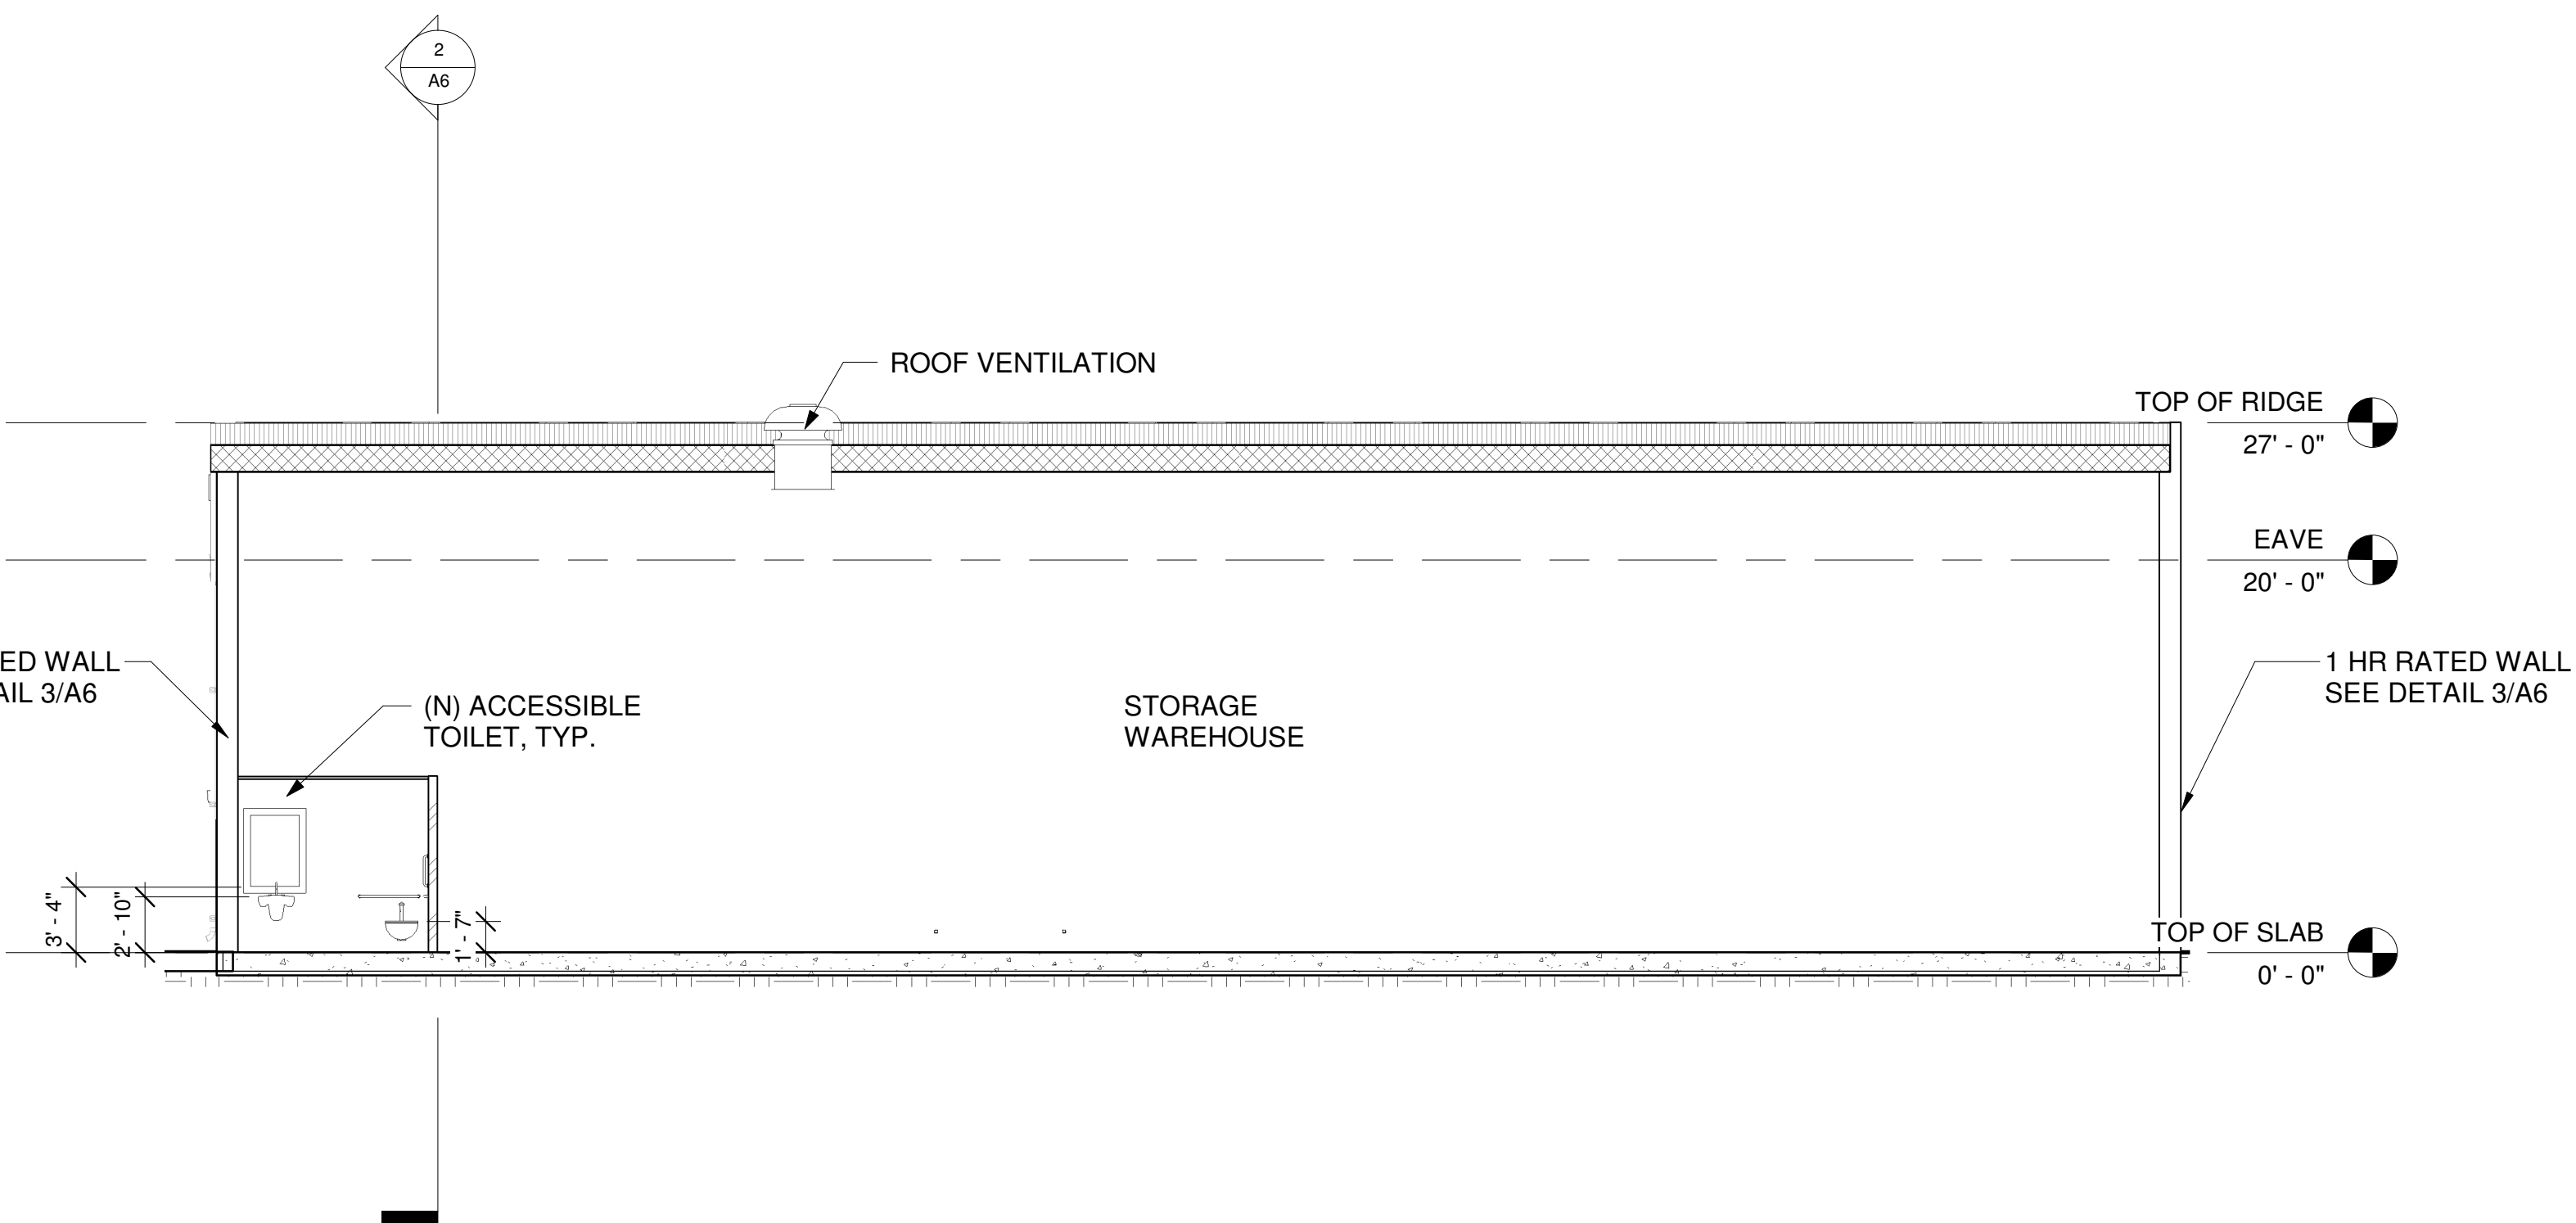 2
A6
ROOF VENTILATION
TOP OF RIDGE
27' - 0"
EAVE
20' - 0"
ED WALL
AIL 3/A6
(N) ACCESSIBLE
TOILET, TYP.
STORAGE
WAREHOUSE
1 HR RATED WALL
SEE DETAIL 3/A6
3' - 4"
2' - 10"
1' - 7"
TOP OF SLAB
0' - 0"